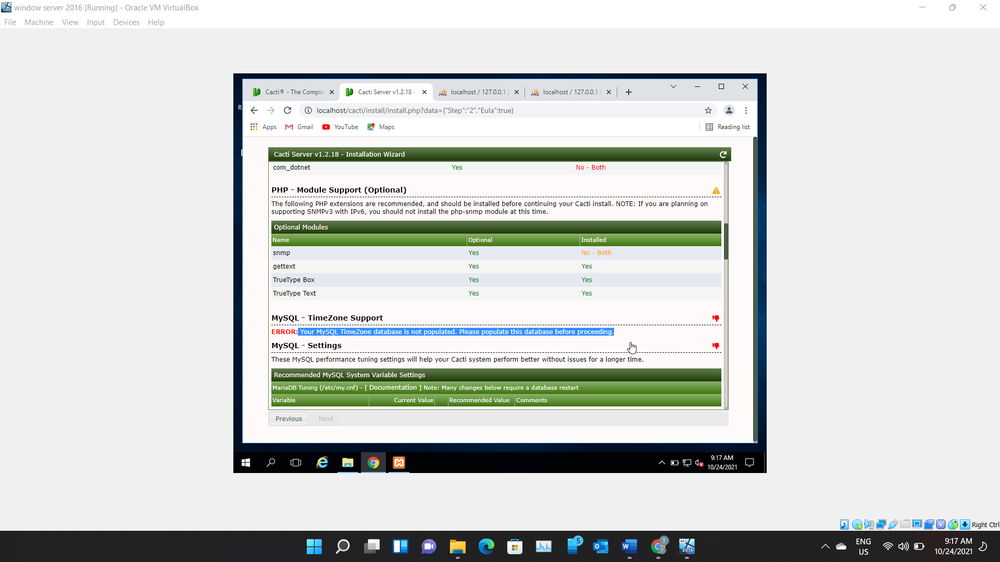 window server 2016 [Running] - Oracle VM VirtualBox
File Machine View Input Devices Help
Cacti® - The Comple
Cacti Server v1.2.18 -
localhost / 127.0.0.1
localhost / 127.0.0.1
localhost/cacti/install/install.php?data={"Step":"2","Eula":true}
Apps Gmail YouTube Maps Reading list
Cacti Server v1.2.18 - Installation Wizard
com_dotnet Yes No - Both
PHP - Module Support (Optional)
The following PHP extensions are recommended, and should be installed before continuing your Cacti install. NOTE: If you are planning on
supporting SNMPv3 with IPv6, you should not install the php-snmp module at this time.
Optional Modules
Name Optional Installed
snmp Yes No - Both
gettext Yes Yes
TrueType Box Yes Yes
TrueType Text Yes Yes
MySQL - TimeZone Support
ERROR: Your MySQL TimeZone database is not populated. Please populate this database before proceeding.
MySQL - Settings
These MySQL performance tuning settings will help your Cacti system perform better without issues for a longer time.
Recommended MySQL System Variable Settings
MariaDB Tuning (/etc/my.cnf) - [ Documentation ] Note: Many changes below require a database restart
Variable Current Value Recommended Value Comments
Previous Next
9:17 AM
10/24/2021
Right Ctrl
5
ENG
US
9:17 AM
10/24/2021